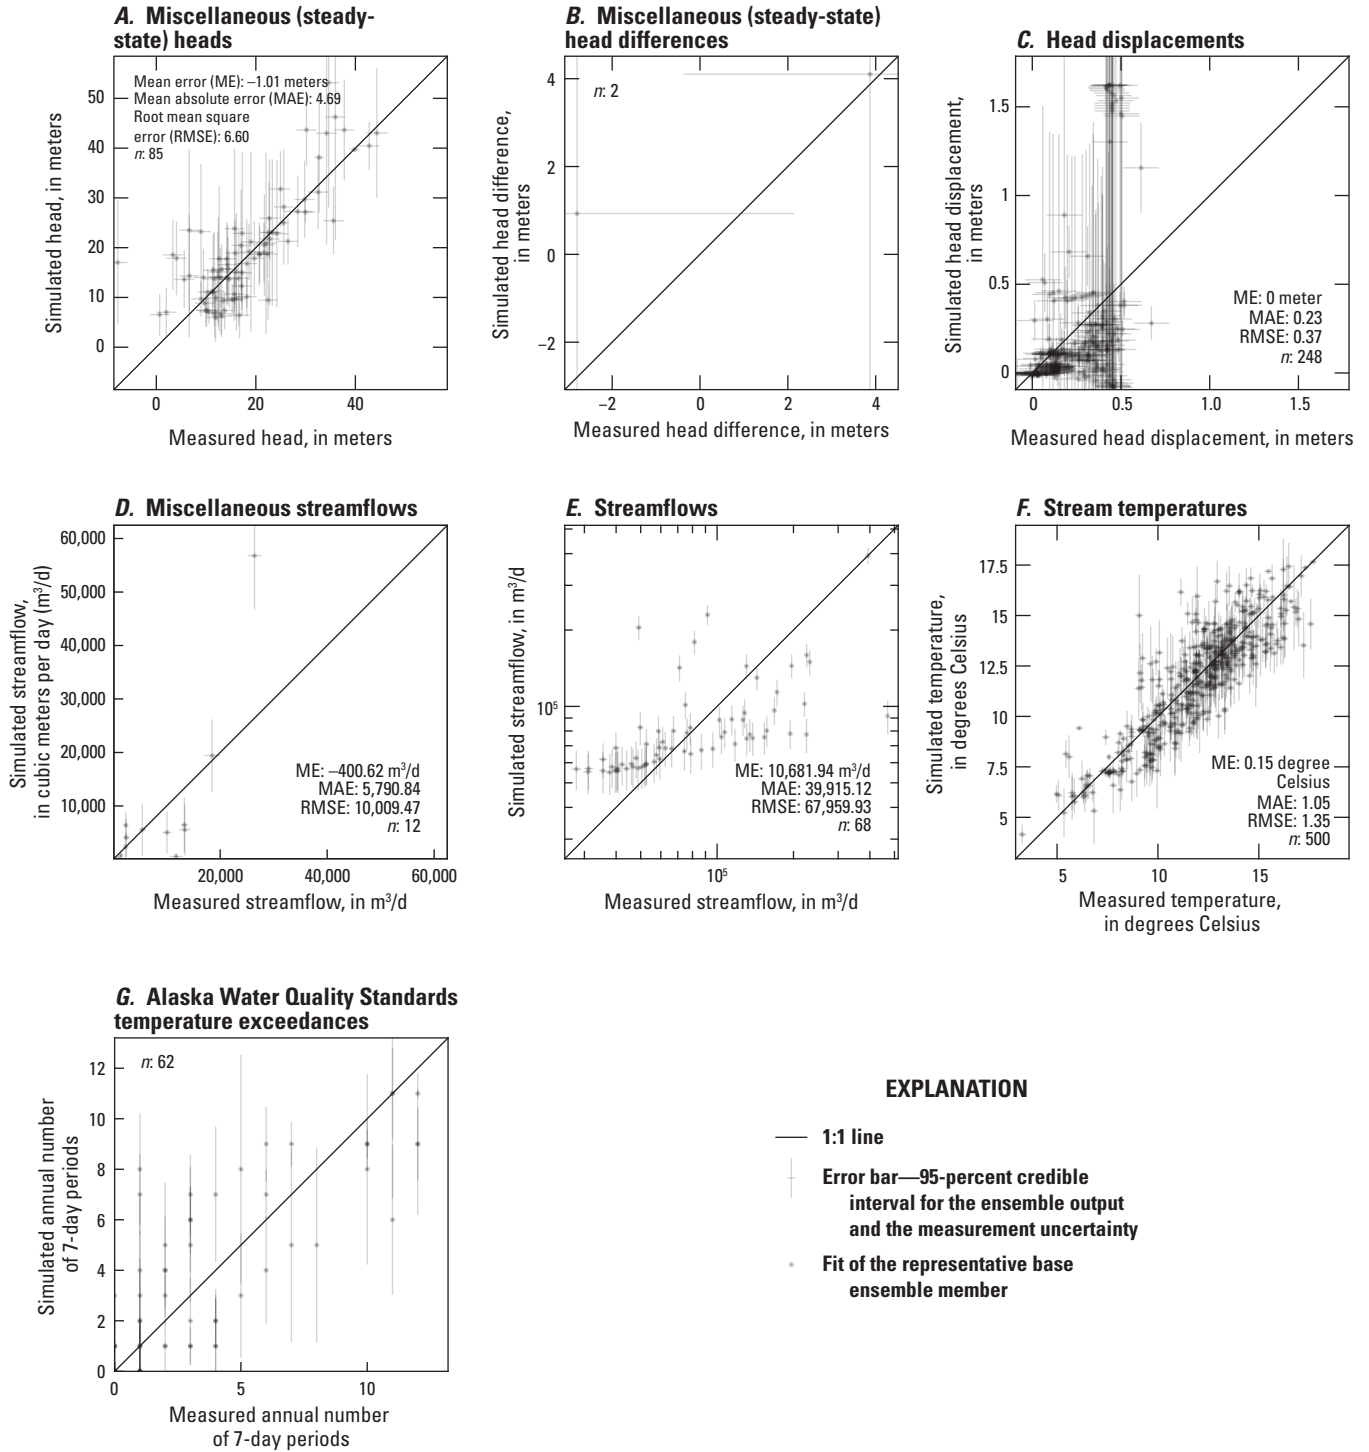 A. Miscellaneous (steady-
state) heads
Mean error (ME): –1.01 meters
Mean absolute error (MAE): 4.69
Root mean square
error (RMSE): 6.60
n: 85
50
40
30
20
10
0
0
20
40
Simulated head, in meters
Measured head, in meters
B. Miscellaneous (steady-state)
head differences
n: 2
4
2
0
–2
–2
0
2
4
Simulated head difference,
in meters
Measured head difference, in meters
C. Head displacements
1.5
1
0.5
0
0
0.5
1.0
1.5
ME: 0 meter
MAE: 0.23
RMSE: 0.37
n: 248
Simulated head displacement,
in meters
Measured head displacement, in meters
D. Miscellaneous streamflows
60,000
50,000
40,000
30,000
20,000
10,000
20,000
40,000
60,000
ME: –400.62 m³/d
MAE: 5,790.84
RMSE: 10,009.47
n: 12
Simulated streamflow,
in cubic meters per day (m³/d)
Measured streamflow, in m³/d
E. Streamflows
10⁵
10⁵
ME: 10,681.94 m³/d
MAE: 39,915.12
RMSE: 67,959.93
n: 68
Simulated streamflow, in m³/d
Measured streamflow, in m³/d
F. Stream temperatures
17.5
15
12.5
10
7.5
5
5
10
15
ME: 0.15 degree
Celsius
MAE: 1.05
RMSE: 1.35
n: 500
Simulated temperature,
in degrees Celsius
Measured temperature,
in degrees Celsius
G. Alaska Water Quality Standards
temperature exceedances
n: 62
12
10
8
6
4
2
0
0
5
10
Simulated annual number
of 7-day periods
Measured annual number
of 7-day periods
EXPLANATION
1:1 line
Error bar—95-percent credible
interval for the ensemble output
and the measurement uncertainty
Fit of the representative base
ensemble member